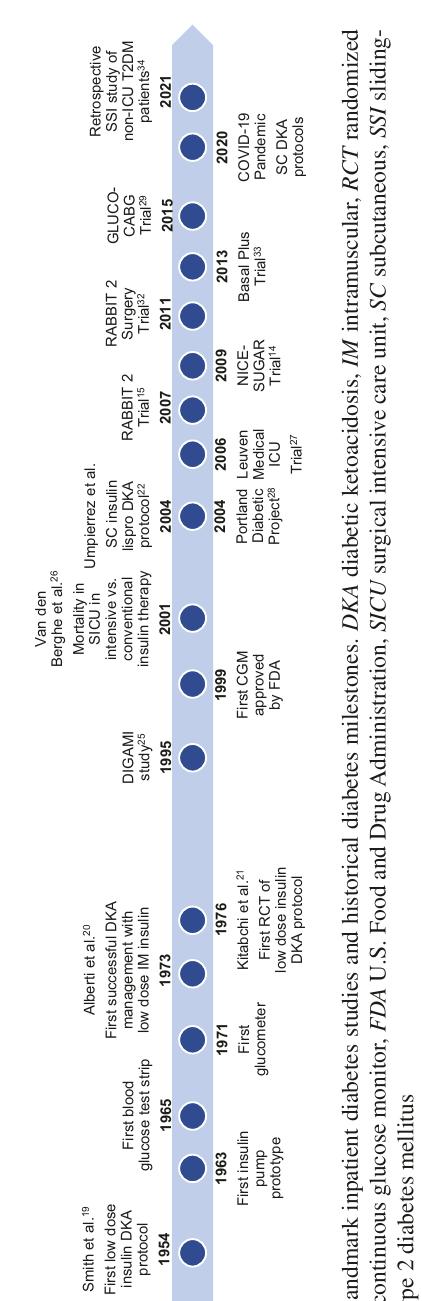 Smith et al.19
First low dose
insulin DKA
protocol
1954
1963
First insulin
pump
prototype
First blood
glucose test strip
1965
1971
First
glucometer
Alberti et al.20
First successful DKA
management with
low dose IM insulin
1973
1976
Kitabchi et al.21
First RCT of
low dose insulin
DKA protocol
DIGAMI
study25
1995
1999
First CGM
approved
by FDA
Van den
Berghe et al.26
Mortality in
SICU in
intensive vs.
conventional
insulin therapy
2001
Umpierrez et al.
SC insulin
lispro DKA
protocol22
2004
2004
Portland
Diabetic
Project28
2006
Leuven
Medical
ICU
Trial27
RABBIT 2
Trial15
2007
2009
NICE-
SUGAR
Trial14
RABBIT 2
Surgery
Trial32
2011
2013
Basal Plus
Trial33
GLUCO-
CABG
Trial29
2015
2020
COVID-19
Pandemic
SC DKA
protocols
Retrospective
SSI study of
non-ICU T2DM
patients34
2021
andmark inpatient diabetes studies and historical diabetes milestones. DKA diabetic ketoacidosis, IM intramuscular, RCT randomized
continuous glucose monitor, FDA U.S. Food and Drug Administration, SICU surgical intensive care unit, SC subcutaneous, SSI sliding-
pe 2 diabetes mellitus